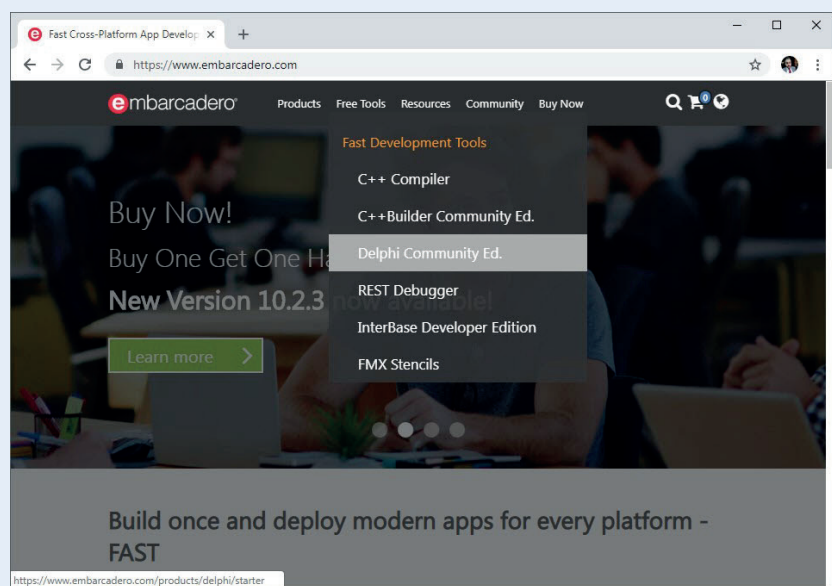 Fast Cross-Platform App Develop
https://www.embarcadero.com
embarcadero
Products Free Tools Resources Community Buy Now
0
Fast Development Tools
C++ Compiler
C++Builder Community Ed.
Delphi Community Ed.
REST Debugger
InterBase Developer Edition
FMX Stencils
Buy Now!
Buy One Get One Ha
New Version 10.2.3 now available!
Learn more
Build once and deploy modern apps for every platform -
FAST
https://www.embarcadero.com/products/delphi/starter